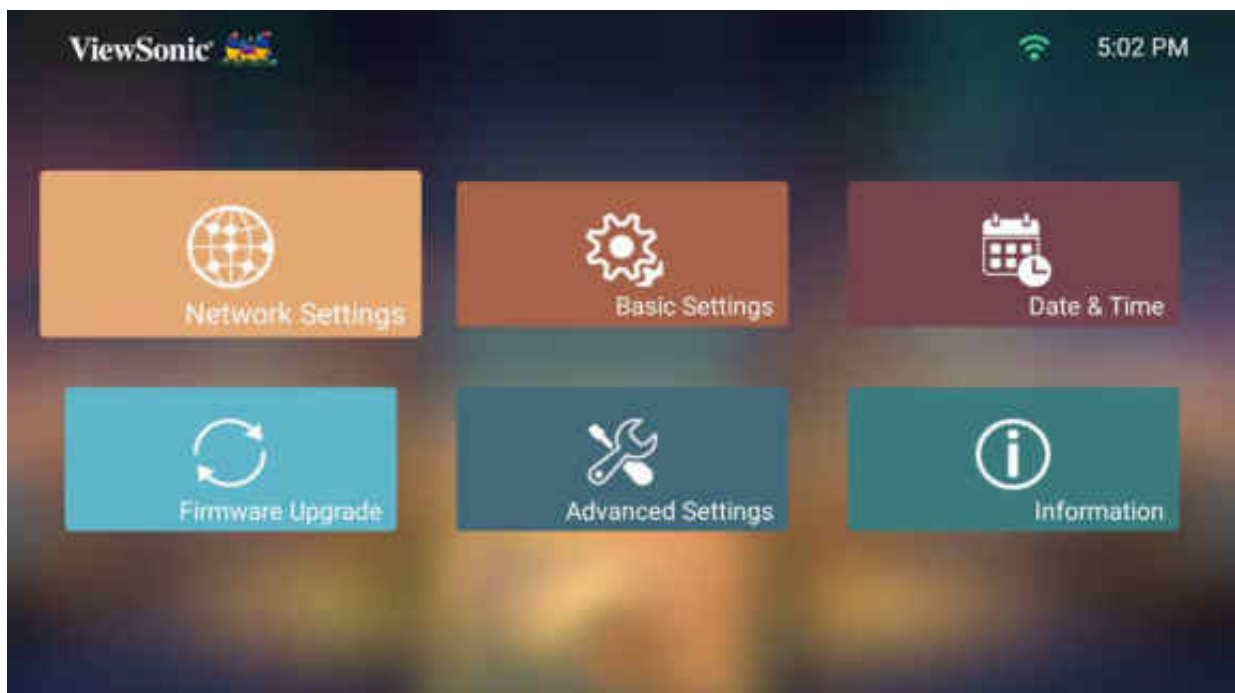 ViewSonic
5:02 PM
Network Settings
Basic Settings
Date & Time
Firmware Upgrade
Advanced Settings
Information